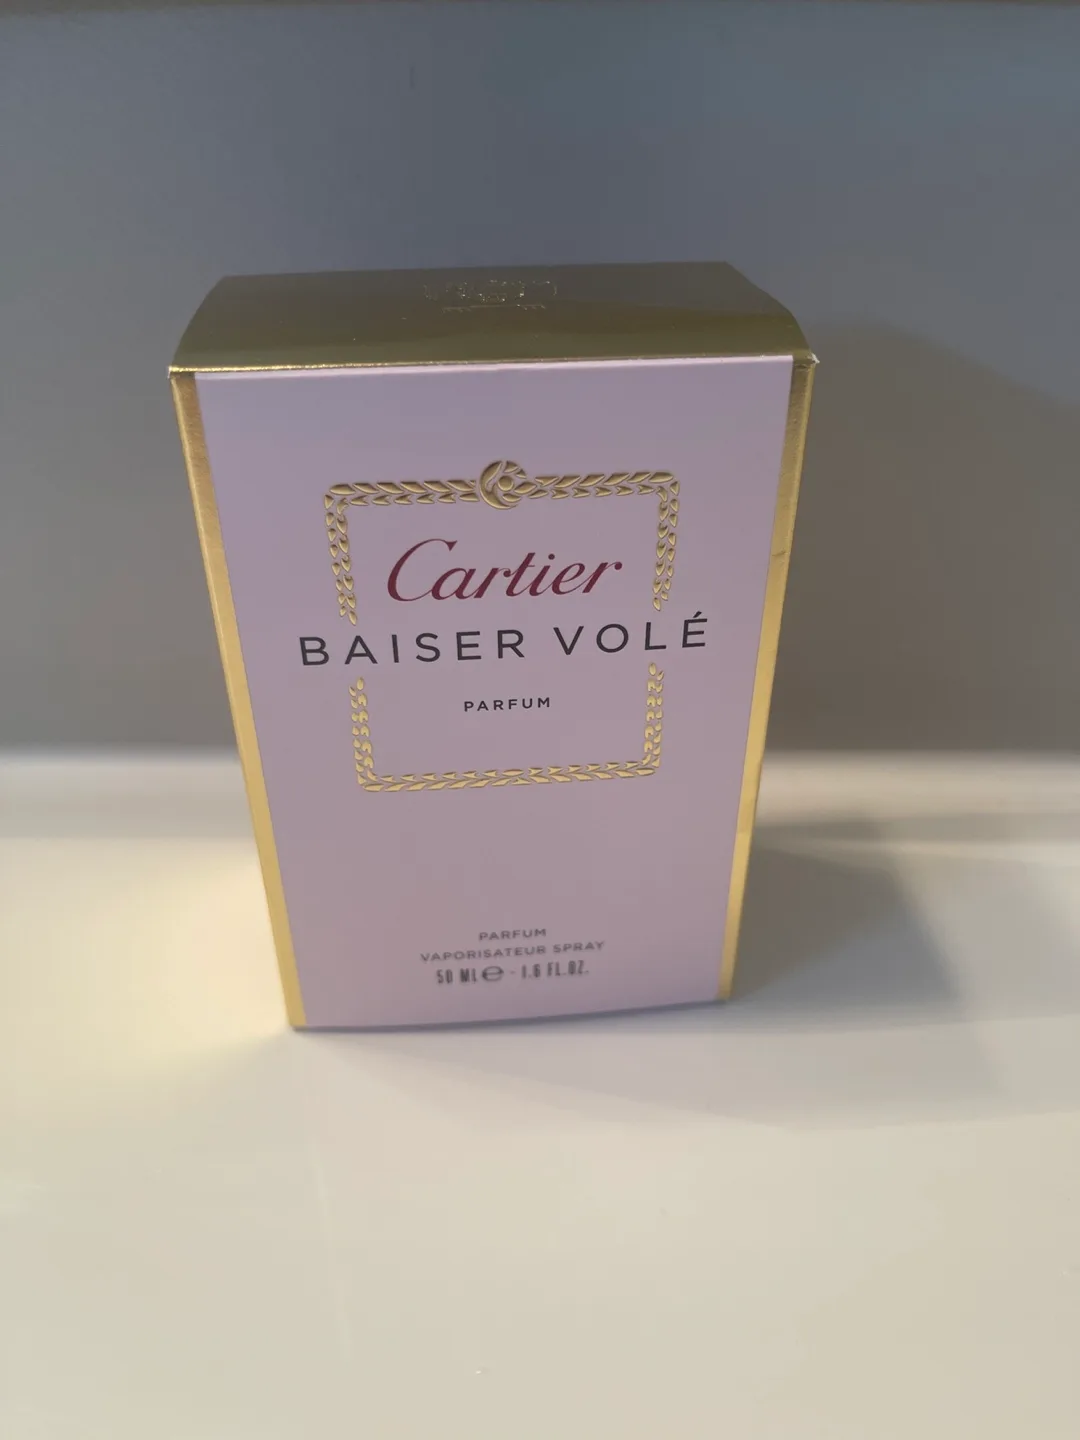 Cartier
BAISER VOLÉ
PARFUM
PARFUM
VAPORISATEUR SPRAY
50 ML ℮ - 1.6 FL.OZ.